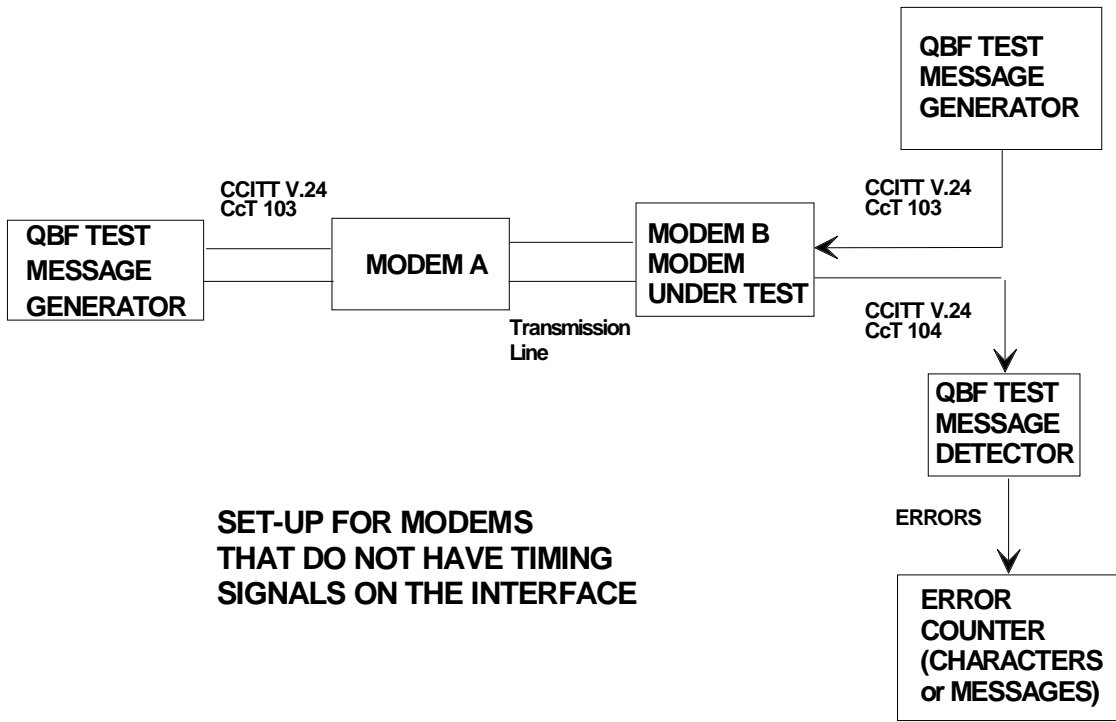 QBF TEST
MESSAGE
GENERATOR
CCITT V.24
CcT 103
CCITT V.24
CcT 103
QBF TEST
MESSAGE
GENERATOR
MODEM A
MODEM B
MODEM
UNDER TEST
Transmission
Line
CCITT V.24
CcT 104
QBF TEST
MESSAGE
DETECTOR
SET-UP FOR MODEMS
THAT DO NOT HAVE TIMING
SIGNALS ON THE INTERFACE
ERRORS
ERROR
COUNTER
(CHARACTERS
or MESSAGES)